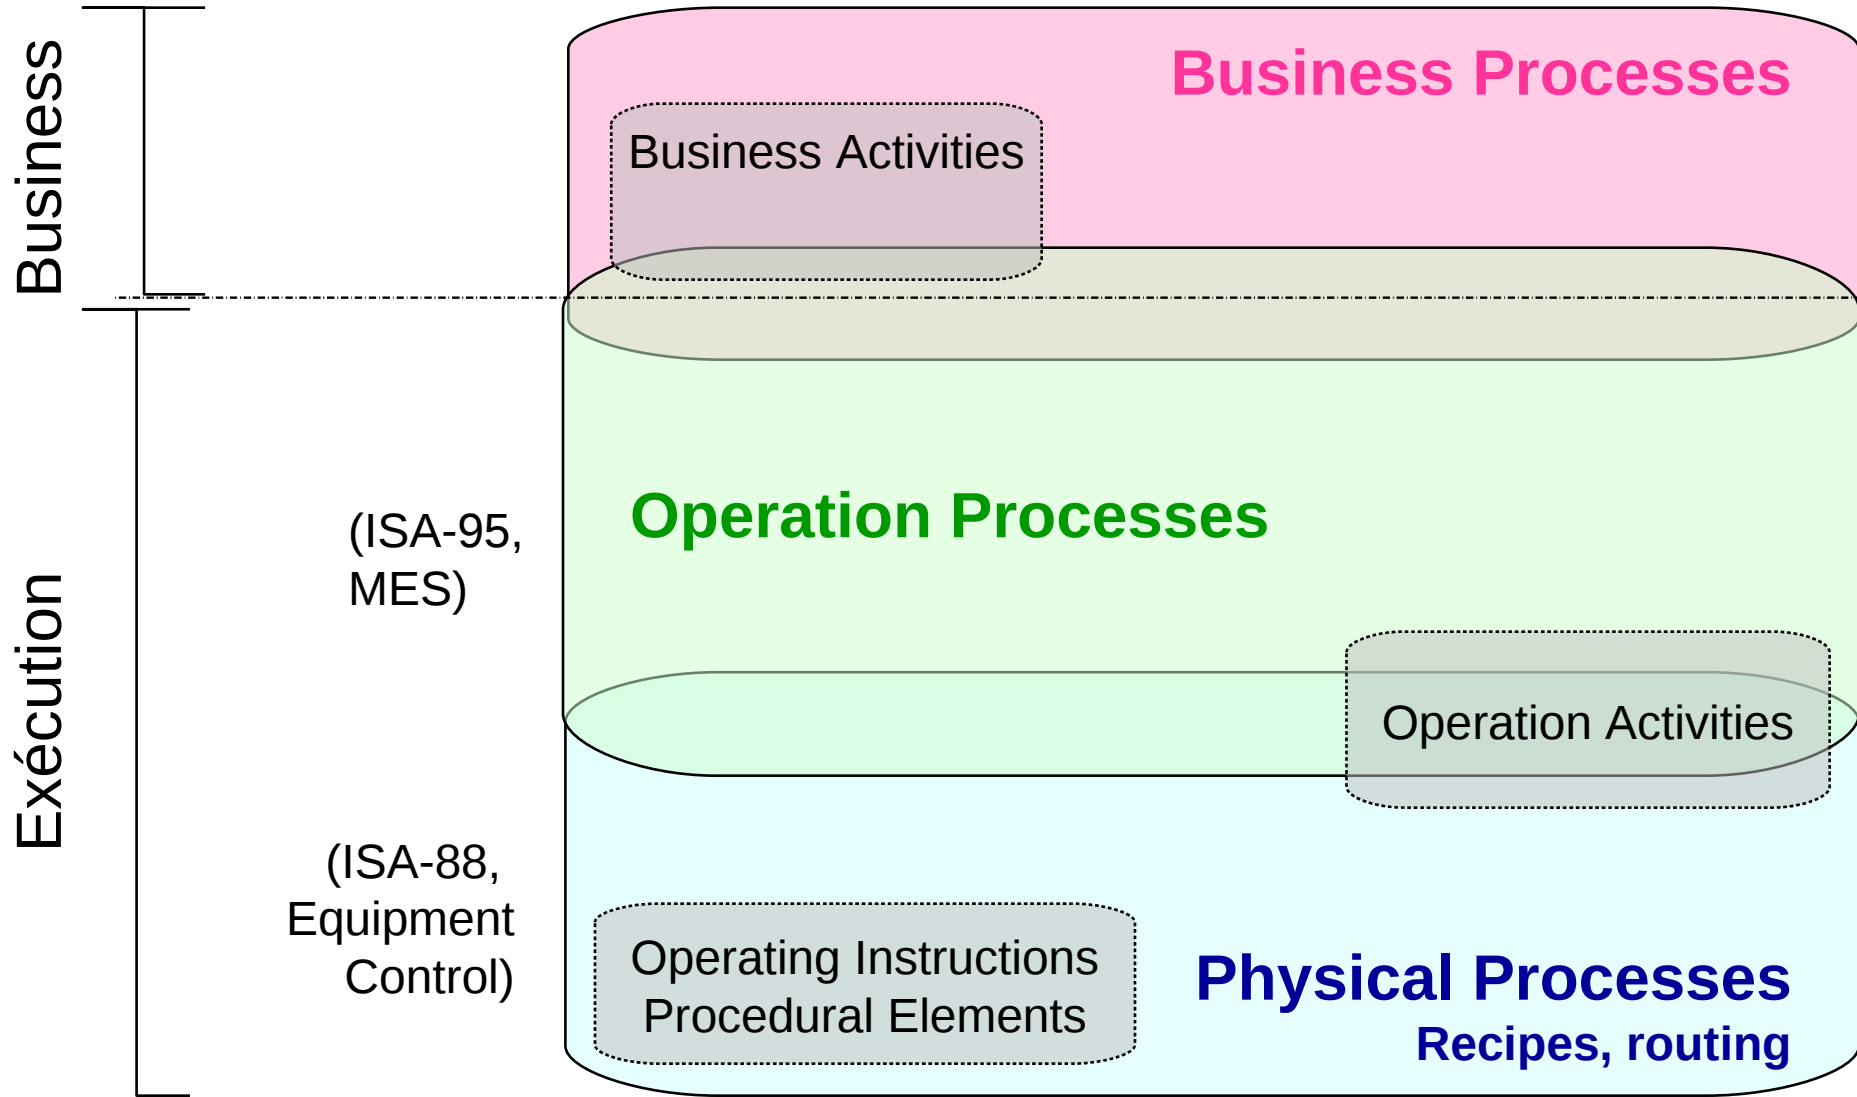 Business
Business Processes
Business Activities
Exécution
(ISA-95,
MES)
Operation Processes
Operation Activities
(ISA-88,
Equipment
Control)
Operating Instructions
Procedural Elements
Physical Processes
Recipes, routing